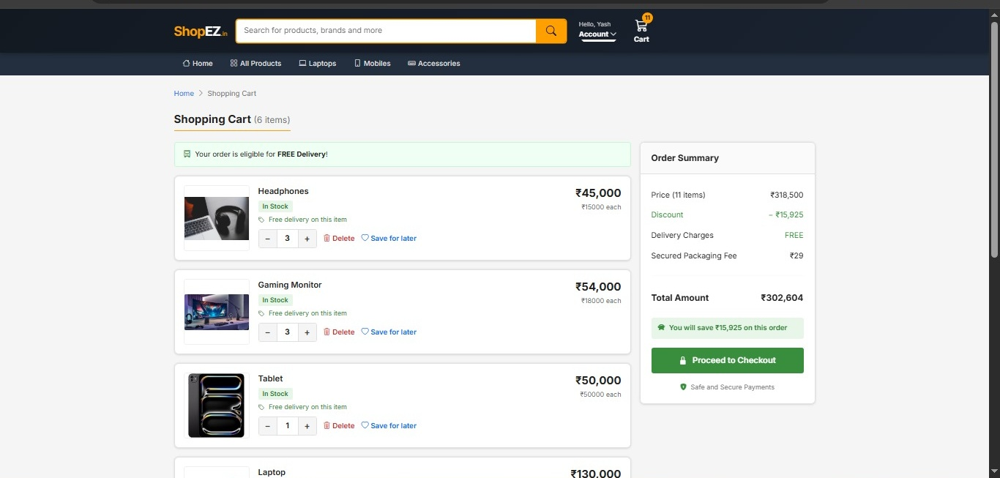 ShopEZ.in
Search for products, brands and more
Hello, Yash
Account
11
Cart
Home
All Products
Laptops
Mobiles
Accessories
Home > Shopping Cart
Shopping Cart (6 items)
Your order is eligible for FREE Delivery!
Headphones
In Stock
Free delivery on this item
− 3 + Delete Save for later
₹45,000
₹15000 each
Gaming Monitor
In Stock
Free delivery on this item
− 3 + Delete Save for later
₹54,000
₹18000 each
Tablet
In Stock
Free delivery on this item
− 1 + Delete Save for later
₹50,000
₹50000 each
Laptop
₹130,000
Order Summary
Price (11 items) ₹318,500
Discount − ₹15,925
Delivery Charges FREE
Secured Packaging Fee ₹29
Total Amount ₹302,604
You will save ₹15,925 on this order
Proceed to Checkout
Safe and Secure Payments